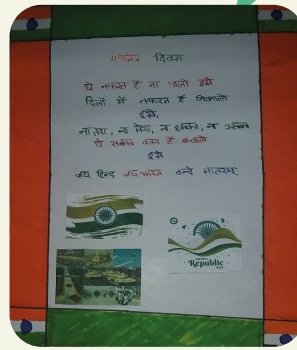 गणतंत्र दिवस
ये नफरत है ना पालो इसे
दिलों में नफरत है निकालो
इसे,
ना तेरा, ना मेरा, ना इसका, ना उसका
ये सबका वतन है बचालो
इसे
जय हिन्द जय भारत वन्दे मातरम्
Republic